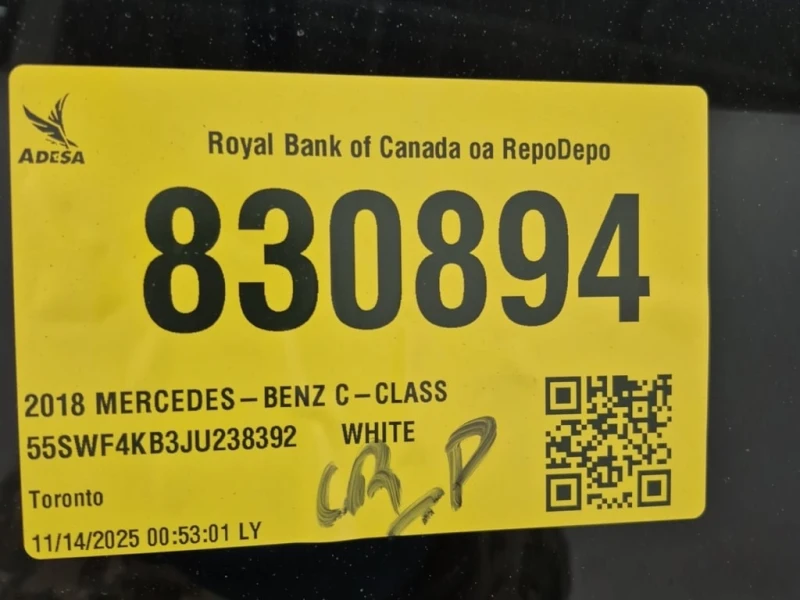 ADESA
Royal Bank of Canada oa RepoDepo
830894
2018 MERCEDES-BENZ C-CLASS
55SWF4KB3JU238392 WHITE
Toronto
11/14/2025 00:53:01 LY